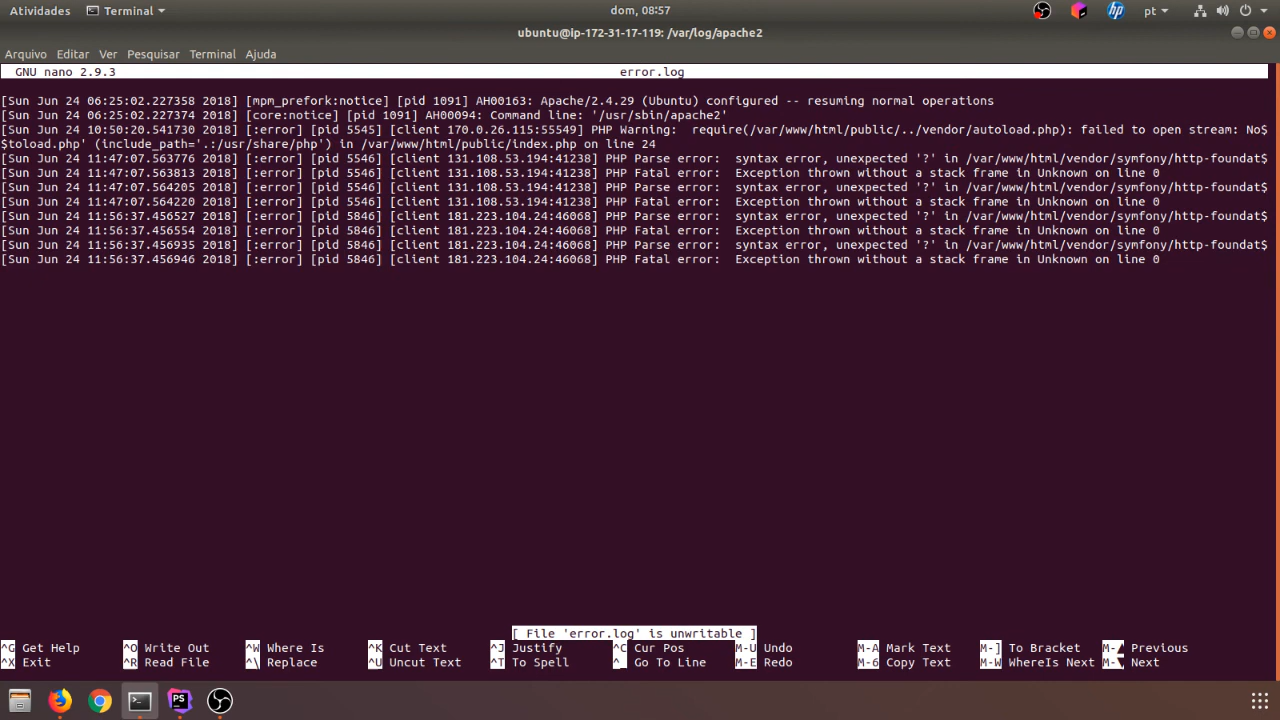 Atividades Terminal dom, 08:57 pt
ubuntu@ip-172-31-17-119: /var/log/apache2
Arquivo Editar Ver Pesquisar Terminal Ajuda
GNU nano 2.9.3 error.log
[Sun Jun 24 06:25:02.227358 2018] [mpm_prefork:notice] [pid 1091] AH00163: Apache/2.4.29 (Ubuntu) configured -- resuming normal operations
[Sun Jun 24 06:25:02.227374 2018] [core:notice] [pid 1091] AH00094: Command line: '/usr/sbin/apache2'
[Sun Jun 24 10:50:20.541730 2018] [:error] [pid 5545] [client 170.0.26.115:55549] PHP Warning:  require(/var/www/html/public/../vendor/autoload.php): failed to open stream: No$
$toload.php' (include_path='.:/usr/share/php') in /var/www/html/public/index.php on line 24
[Sun Jun 24 11:47:07.563776 2018] [:error] [pid 5546] [client 131.108.53.194:41238] PHP Parse error:  syntax error, unexpected '?' in /var/www/html/vendor/symfony/http-foundat$
[Sun Jun 24 11:47:07.563813 2018] [:error] [pid 5546] [client 131.108.53.194:41238] PHP Fatal error:  Exception thrown without a stack frame in Unknown on line 0
[Sun Jun 24 11:47:07.564205 2018] [:error] [pid 5546] [client 131.108.53.194:41238] PHP Parse error:  syntax error, unexpected '?' in /var/www/html/vendor/symfony/http-foundat$
[Sun Jun 24 11:47:07.564220 2018] [:error] [pid 5546] [client 131.108.53.194:41238] PHP Fatal error:  Exception thrown without a stack frame in Unknown on line 0
[Sun Jun 24 11:56:37.456527 2018] [:error] [pid 5846] [client 181.223.104.24:46068] PHP Parse error:  syntax error, unexpected '?' in /var/www/html/vendor/symfony/http-foundat$
[Sun Jun 24 11:56:37.456554 2018] [:error] [pid 5846] [client 181.223.104.24:46068] PHP Fatal error:  Exception thrown without a stack frame in Unknown on line 0
[Sun Jun 24 11:56:37.456935 2018] [:error] [pid 5846] [client 181.223.104.24:46068] PHP Parse error:  syntax error, unexpected '?' in /var/www/html/vendor/symfony/http-foundat$
[Sun Jun 24 11:56:37.456946 2018] [:error] [pid 5846] [client 181.223.104.24:46068] PHP Fatal error:  Exception thrown without a stack frame in Unknown on line 0
[ File 'error.log' is unwritable ]
^G Get Help ^O Write Out ^W Where Is ^K Cut Text ^J Justify ^C Cur Pos M-U Undo M-A Mark Text M-] To Bracket M-▲ Previous
^X Exit ^R Read File ^\ Replace ^U Uncut Text ^T To Spell ^_ Go To Line M-E Redo M-6 Copy Text M-W WhereIs Next M-▼ Next